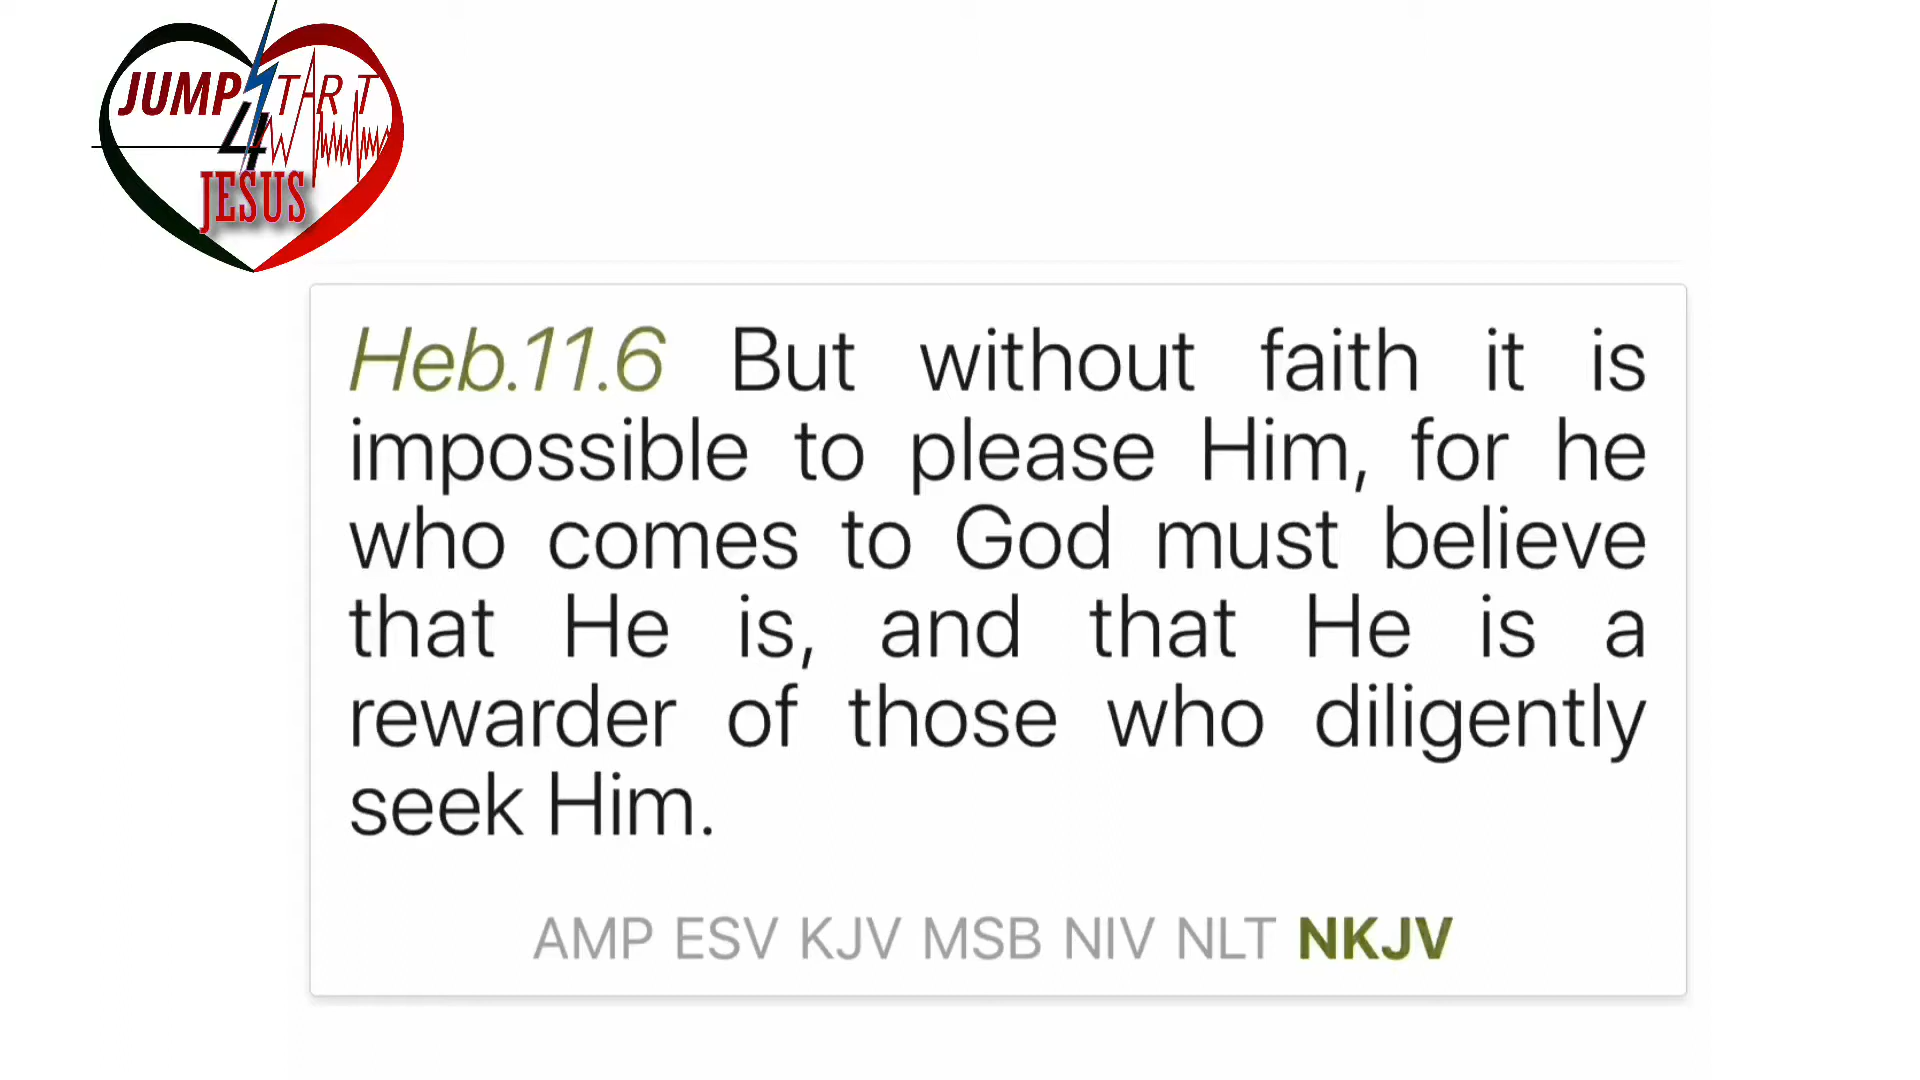 JUMPSTART
4
JESUS
Heb.11.6 But without faith it is
impossible to please Him, for he
who comes to God must believe
that He is, and that He is a
rewarder of those who diligently
seek Him.
AMP ESV KJV MSB NIV NLT NKJV